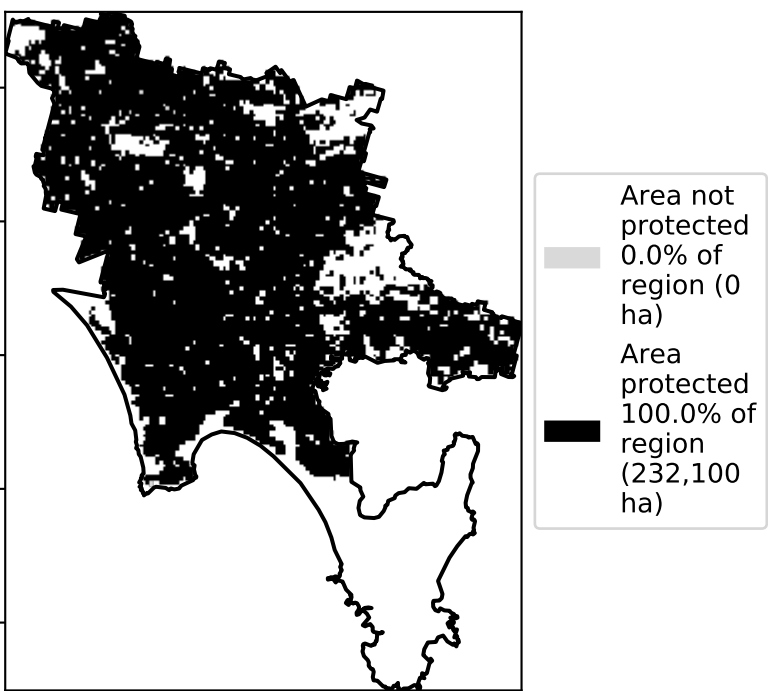 Area not
protected
0.0% of
region (0
ha)
Area
protected
100.0% of
region
(232,100
ha)